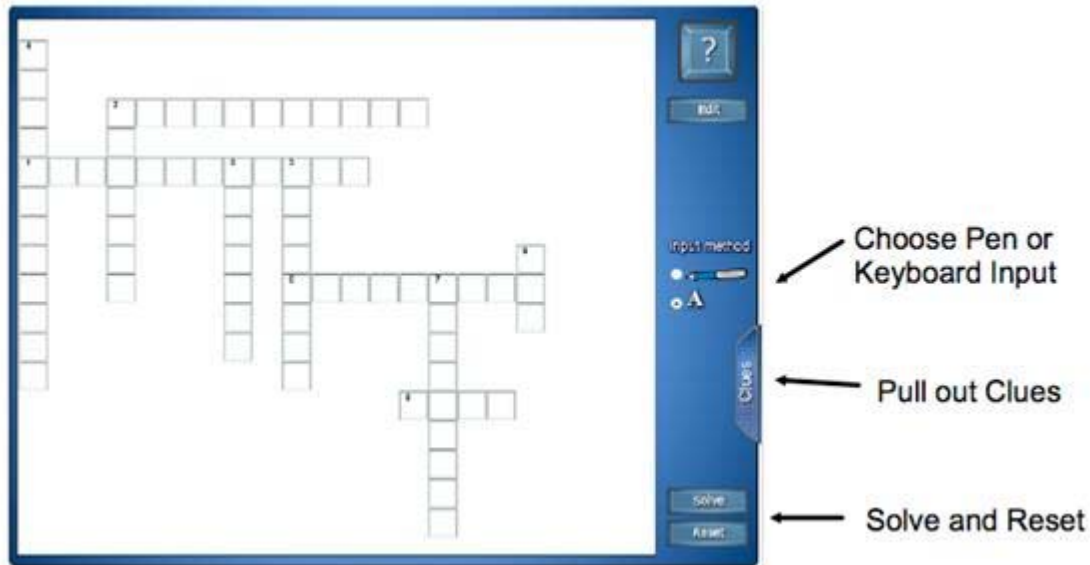 ?
Edit
Input method
A
Clues
Solve
Reset
Choose Pen or
Keyboard Input
Pull out Clues
Solve and Reset